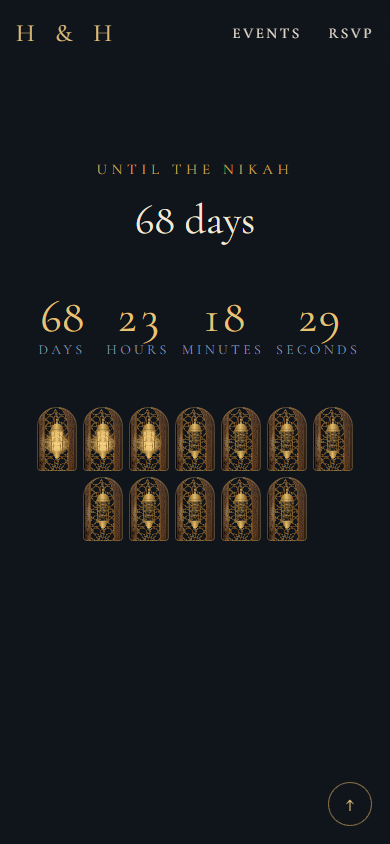 H & H
EVENTS RSVP
UNTIL THE NIKAH
68 days
68 23 18 29
DAYS HOURS MINUTES SECONDS
↑